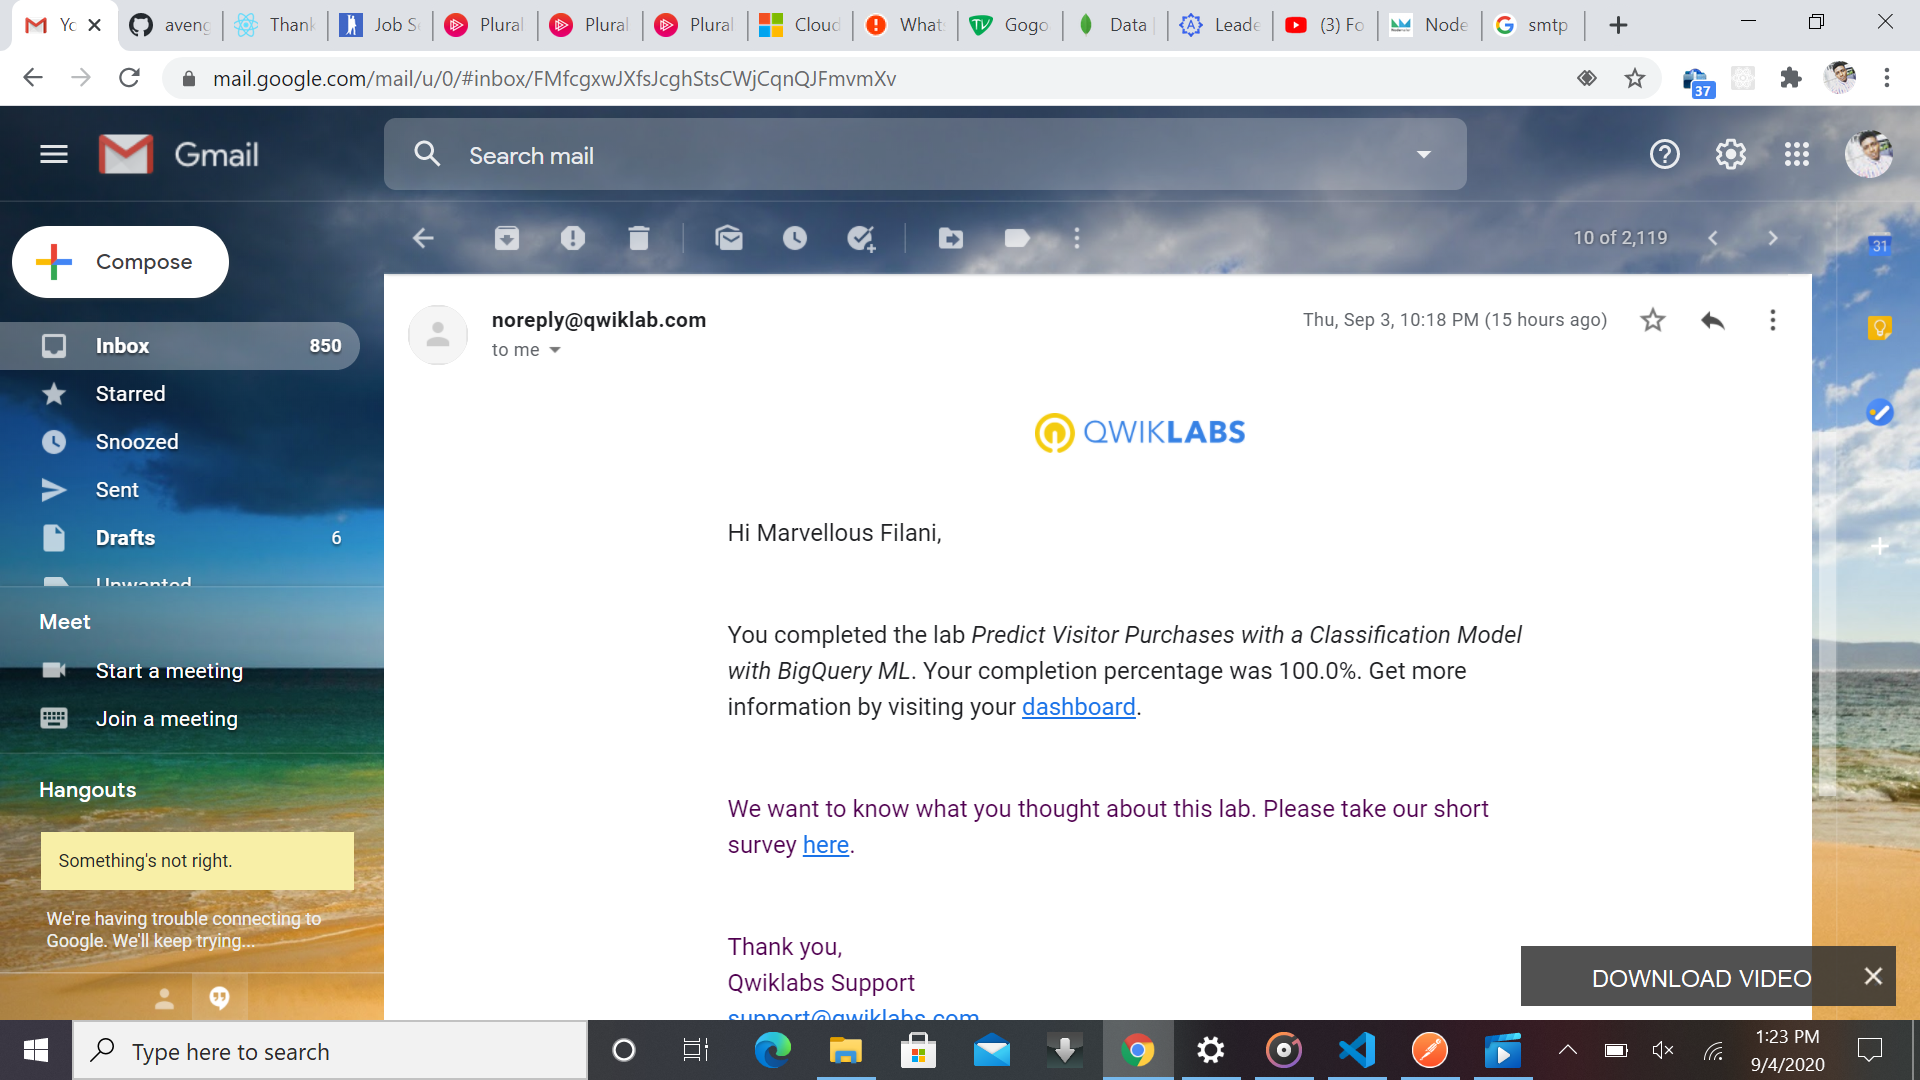 Yo
aveng
Thank
Job Se
Plural
Plural
Plural
Cloud
What
Gogo
Data
Leade
(3) Fo
Node
smtp
mail.google.com/mail/u/0/#inbox/FMfcgxwJXfsJcghStsCWjCqnQJFmvmXv
37
Gmail
Search mail
Compose
10 of 2,119
31
Inbox 850
Starred
Snoozed
Sent
Drafts 6
Unwanted
Meet
Start a meeting
Join a meeting
Hangouts
Something's not right.
We're having trouble connecting to
Google. We'll keep trying...
noreply@qwiklab.com
Thu, Sep 3, 10:18 PM (15 hours ago)
to me
QWIKLABS
Hi Marvellous Filani,
You completed the lab Predict Visitor Purchases with a Classification Model
with BigQuery ML. Your completion percentage was 100.0%. Get more
information by visiting your dashboard.
We want to know what you thought about this lab. Please take our short
survey here.
Thank you,
Qwiklabs Support
support@qwiklabs.com
DOWNLOAD VIDEO
Type here to search
1:23 PM
9/4/2020